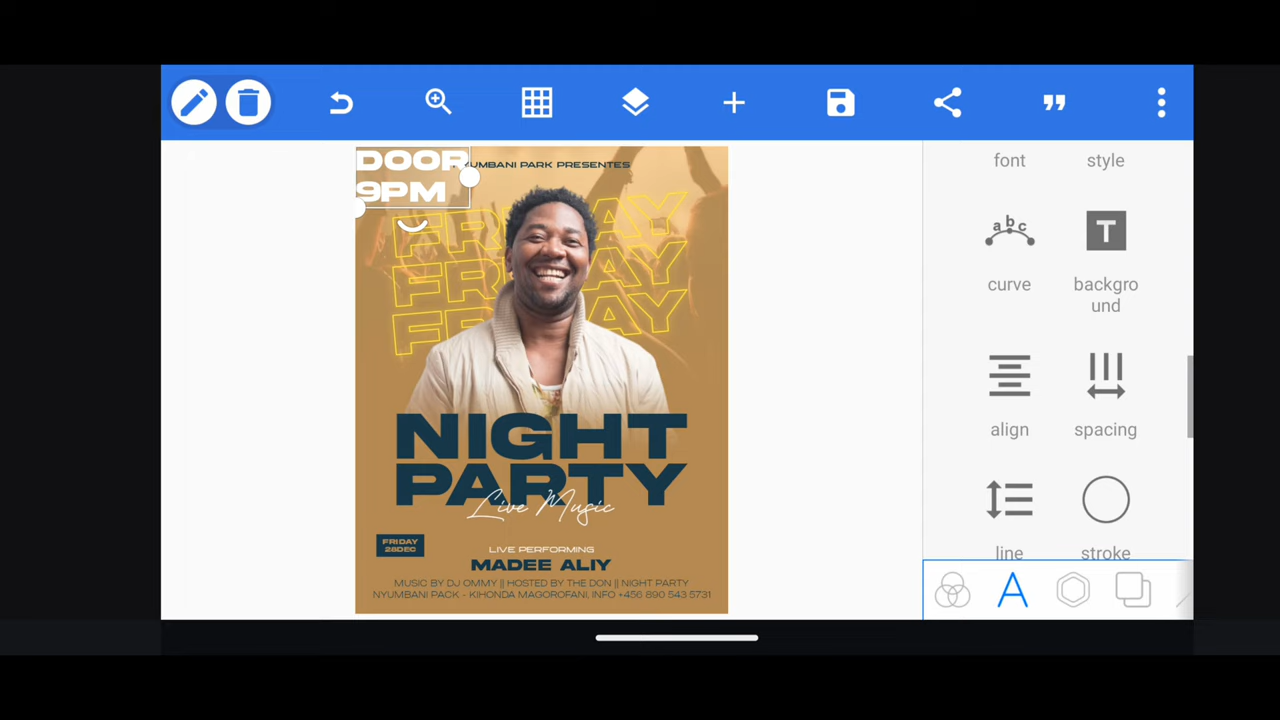 DOOR
9PM
YUMBANI PARK PRESENTES
FRIDAY
FRIDAY
FRIDAY
NIGHT
PARTY
Live Music
FRIDAY
28DEC
LIVE PERFORMING
MADEE ALIY
MUSIC BY DJ OMMY || HOSTED BY THE DON || NIGHT PARTY
NYUMBANI PACK - KIHONDA MAGOROFANI, INFO +456 890 543 5731
font
style
abc
T
curve
backgro
und
align
spacing
line
stroke
A